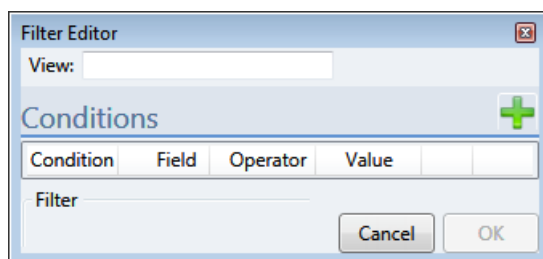 Filter Editor
View:
Conditions
Condition Field Operator Value
Filter
Cancel OK